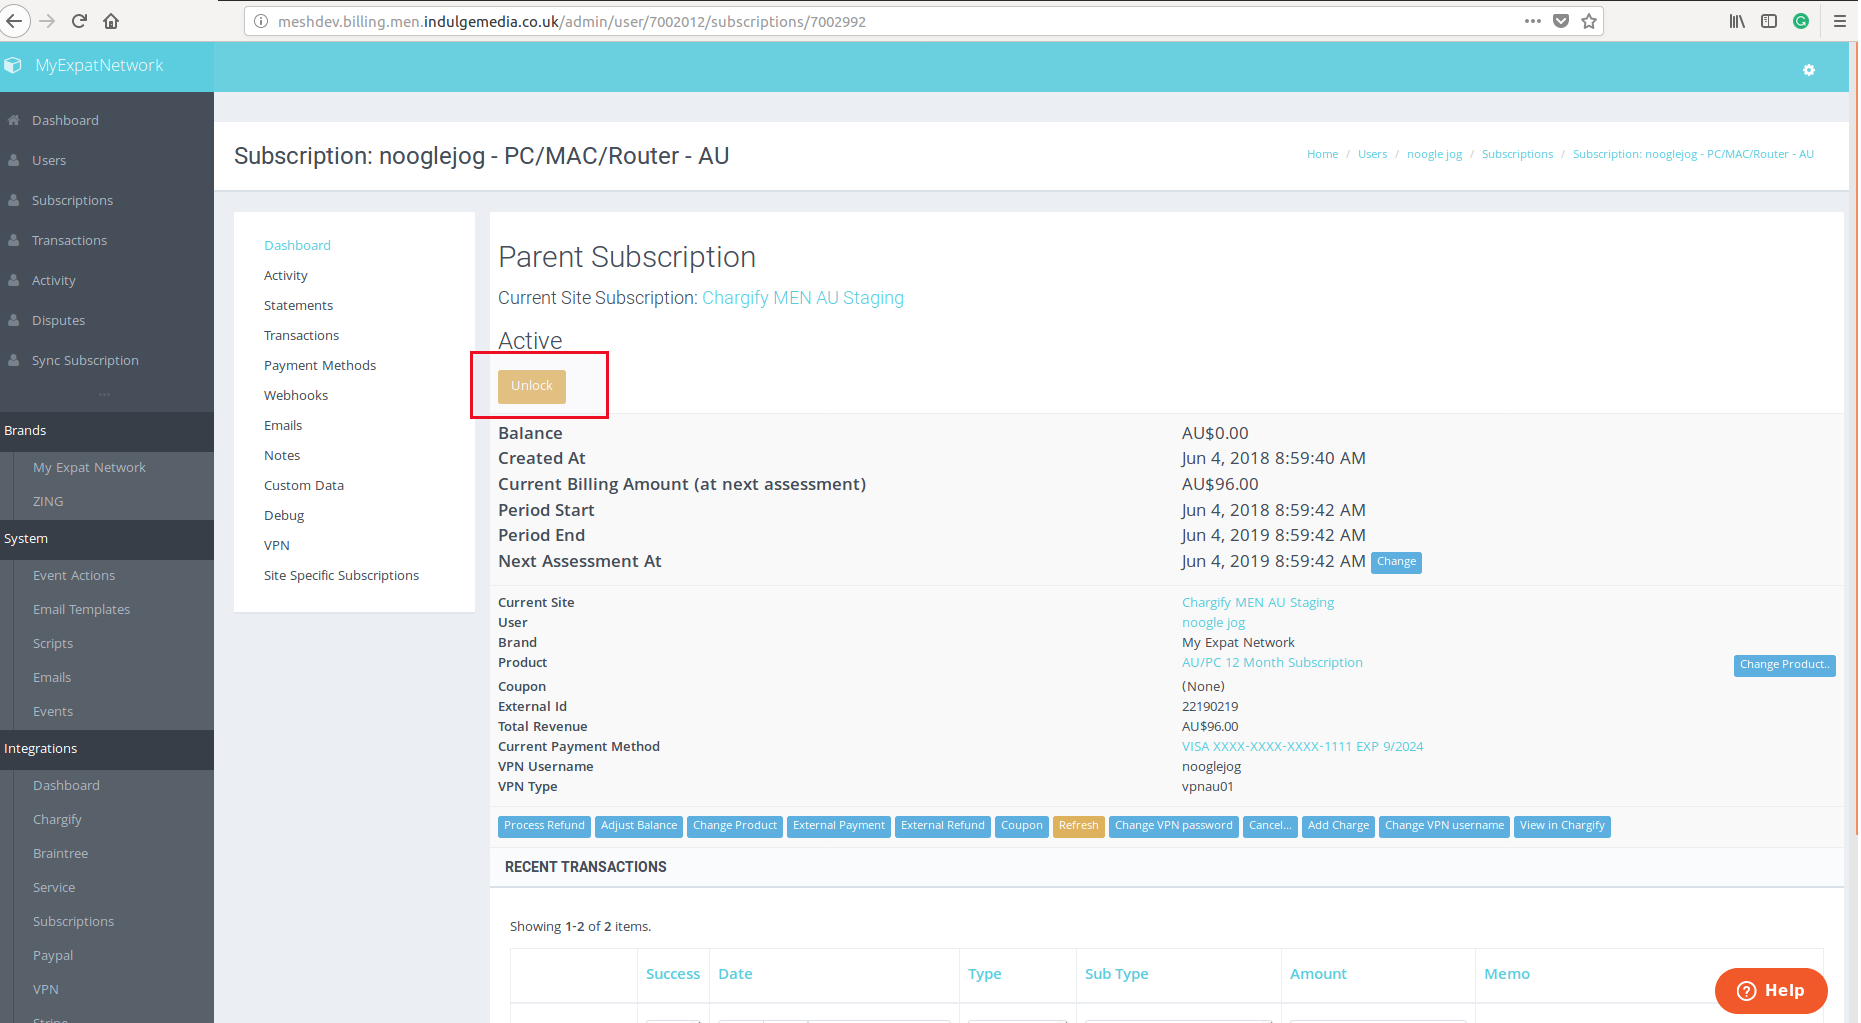 meshdev.billing.men.indulgemedia.co.uk/admin/user/7002012/subscriptions/7002992
MyExpatNetwork
Dashboard
Users
Subscriptions
Transactions
Activity
Disputes
Sync Subscription
...
Brands
My Expat Network
ZING
System
Event Actions
Email Templates
Scripts
Emails
Events
Integrations
Dashboard
Chargify
Braintree
Service
Subscriptions
Paypal
VPN
Stripe
Subscription: nooglejog - PC/MAC/Router - AU
Home / Users / noogle jog / Subscriptions / Subscription: nooglejog - PC/MAC/Router - AU
Dashboard
Activity
Statements
Transactions
Payment Methods
Webhooks
Emails
Notes
Custom Data
Debug
VPN
Site Specific Subscriptions
Parent Subscription
Current Site Subscription: Chargify MEN AU Staging
Active
Unlock
Balance AU$0.00
Created At Jun 4, 2018 8:59:40 AM
Current Billing Amount (at next assessment) AU$96.00
Period Start Jun 4, 2018 8:59:42 AM
Period End Jun 4, 2019 8:59:42 AM
Next Assessment At Jun 4, 2019 8:59:42 AM Change
Current Site Chargify MEN AU Staging
User noogle jog
Brand My Expat Network
Product AU/PC 12 Month Subscription Change Product..
Coupon (None)
External Id 22190219
Total Revenue AU$96.00
Current Payment Method VISA XXXX-XXXX-XXXX-1111 EXP 9/2024
VPN Username nooglejog
VPN Type vpnau01
Process Refund Adjust Balance Change Product External Payment External Refund Coupon Refresh Change VPN password Cancel... Add Charge Change VPN username View in Chargify
RECENT TRANSACTIONS
Showing 1-2 of 2 items.
Success Date Type Sub Type Amount Memo
Help